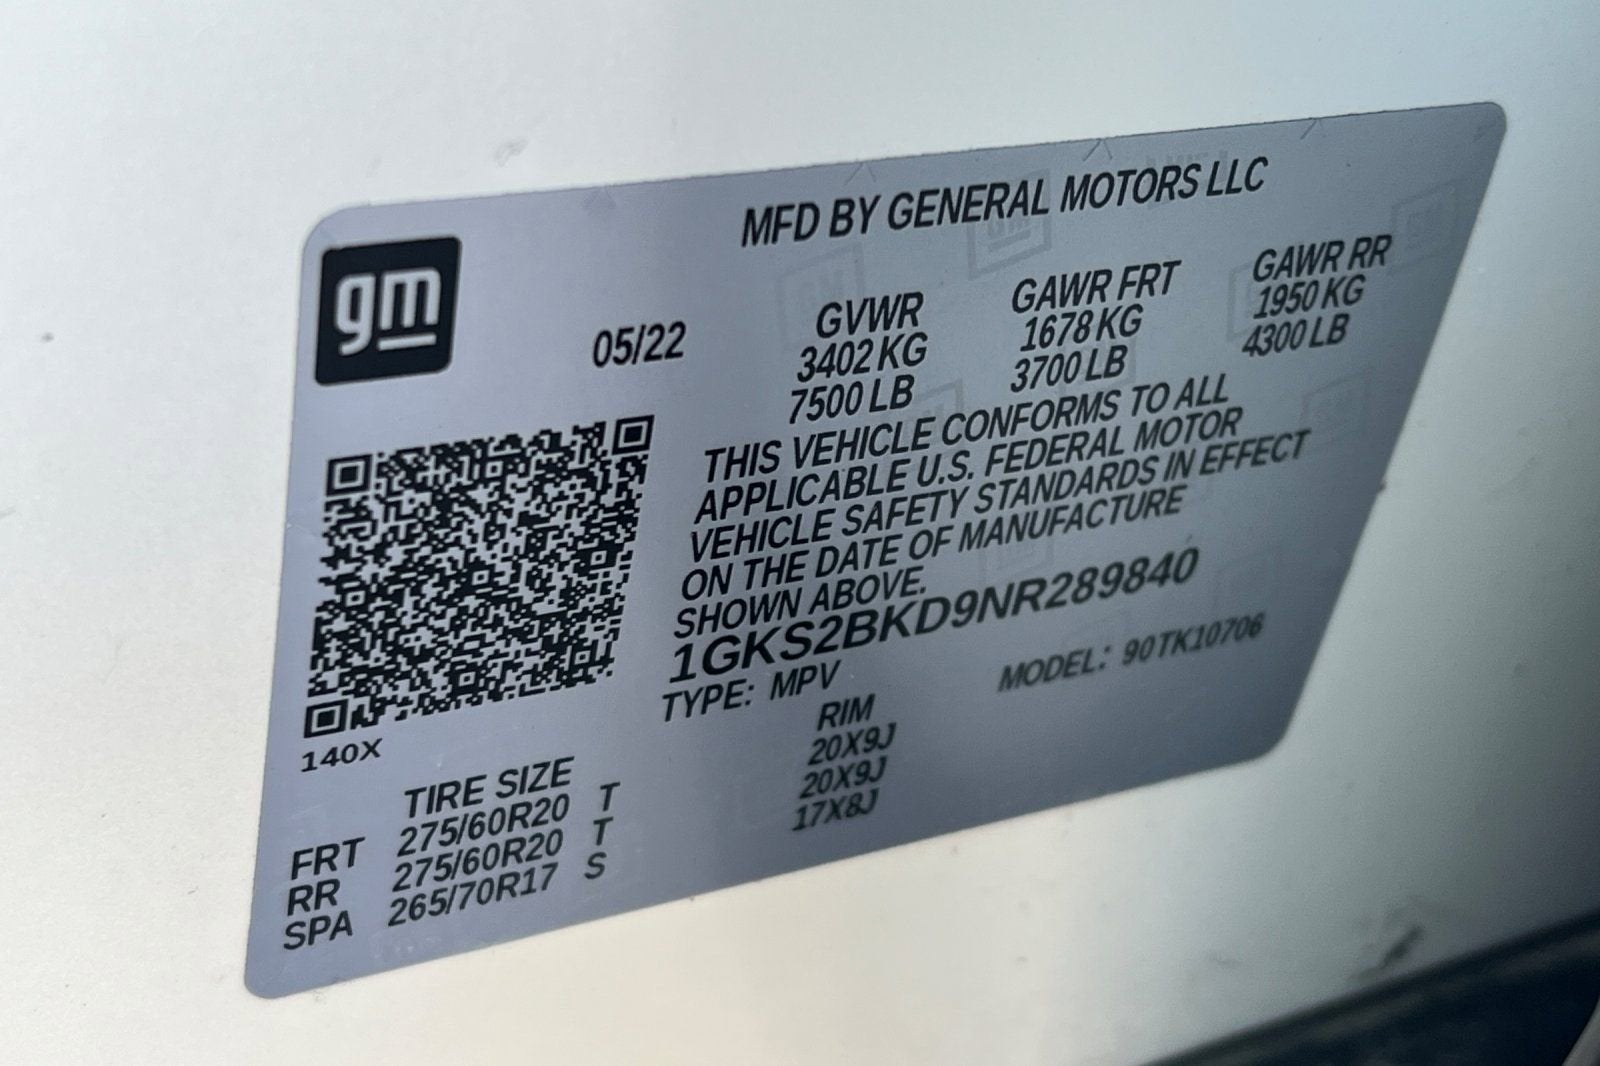 MFD BY GENERAL MOTORS LLC
gm
05/22
GVWR GAWR FRT GAWR RR
3402 KG 1678 KG 1950 KG
7500 LB 3700 LB 4300 LB
THIS VEHICLE CONFORMS TO ALL
APPLICABLE U.S. FEDERAL MOTOR
VEHICLE SAFETY STANDARDS IN EFFECT
ON THE DATE OF MANUFACTURE
SHOWN ABOVE.
1GKS2BKD9NR289840
TYPE: MPV MODEL: 90TK10706
140X
TIRE SIZE RIM
FRT 275/60R20 T 20X9J
RR 275/60R20 T 20X9J
SPA 265/70R17 S 17X8J